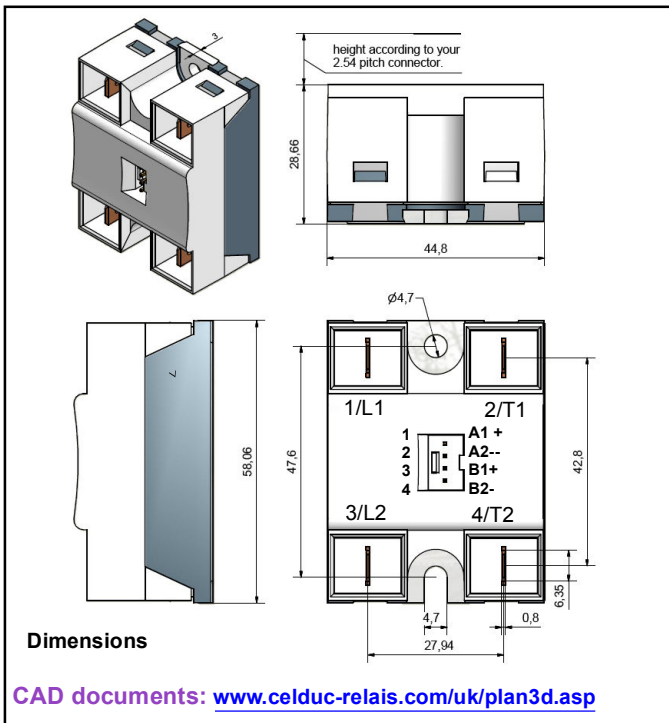 3
height according to your
2.54 pitch connector.
28,66
44,8
Ø4,7
58,06
47,6
42,8
1/L1 2/T1
1 A1 +
2 A2--
3 B1+
4 B2-
3/L2 4/T2
6,35
4,7
0,8
27,94
Dimensions
CAD documents: www.celduc-relais.com/uk/plan3d.asp